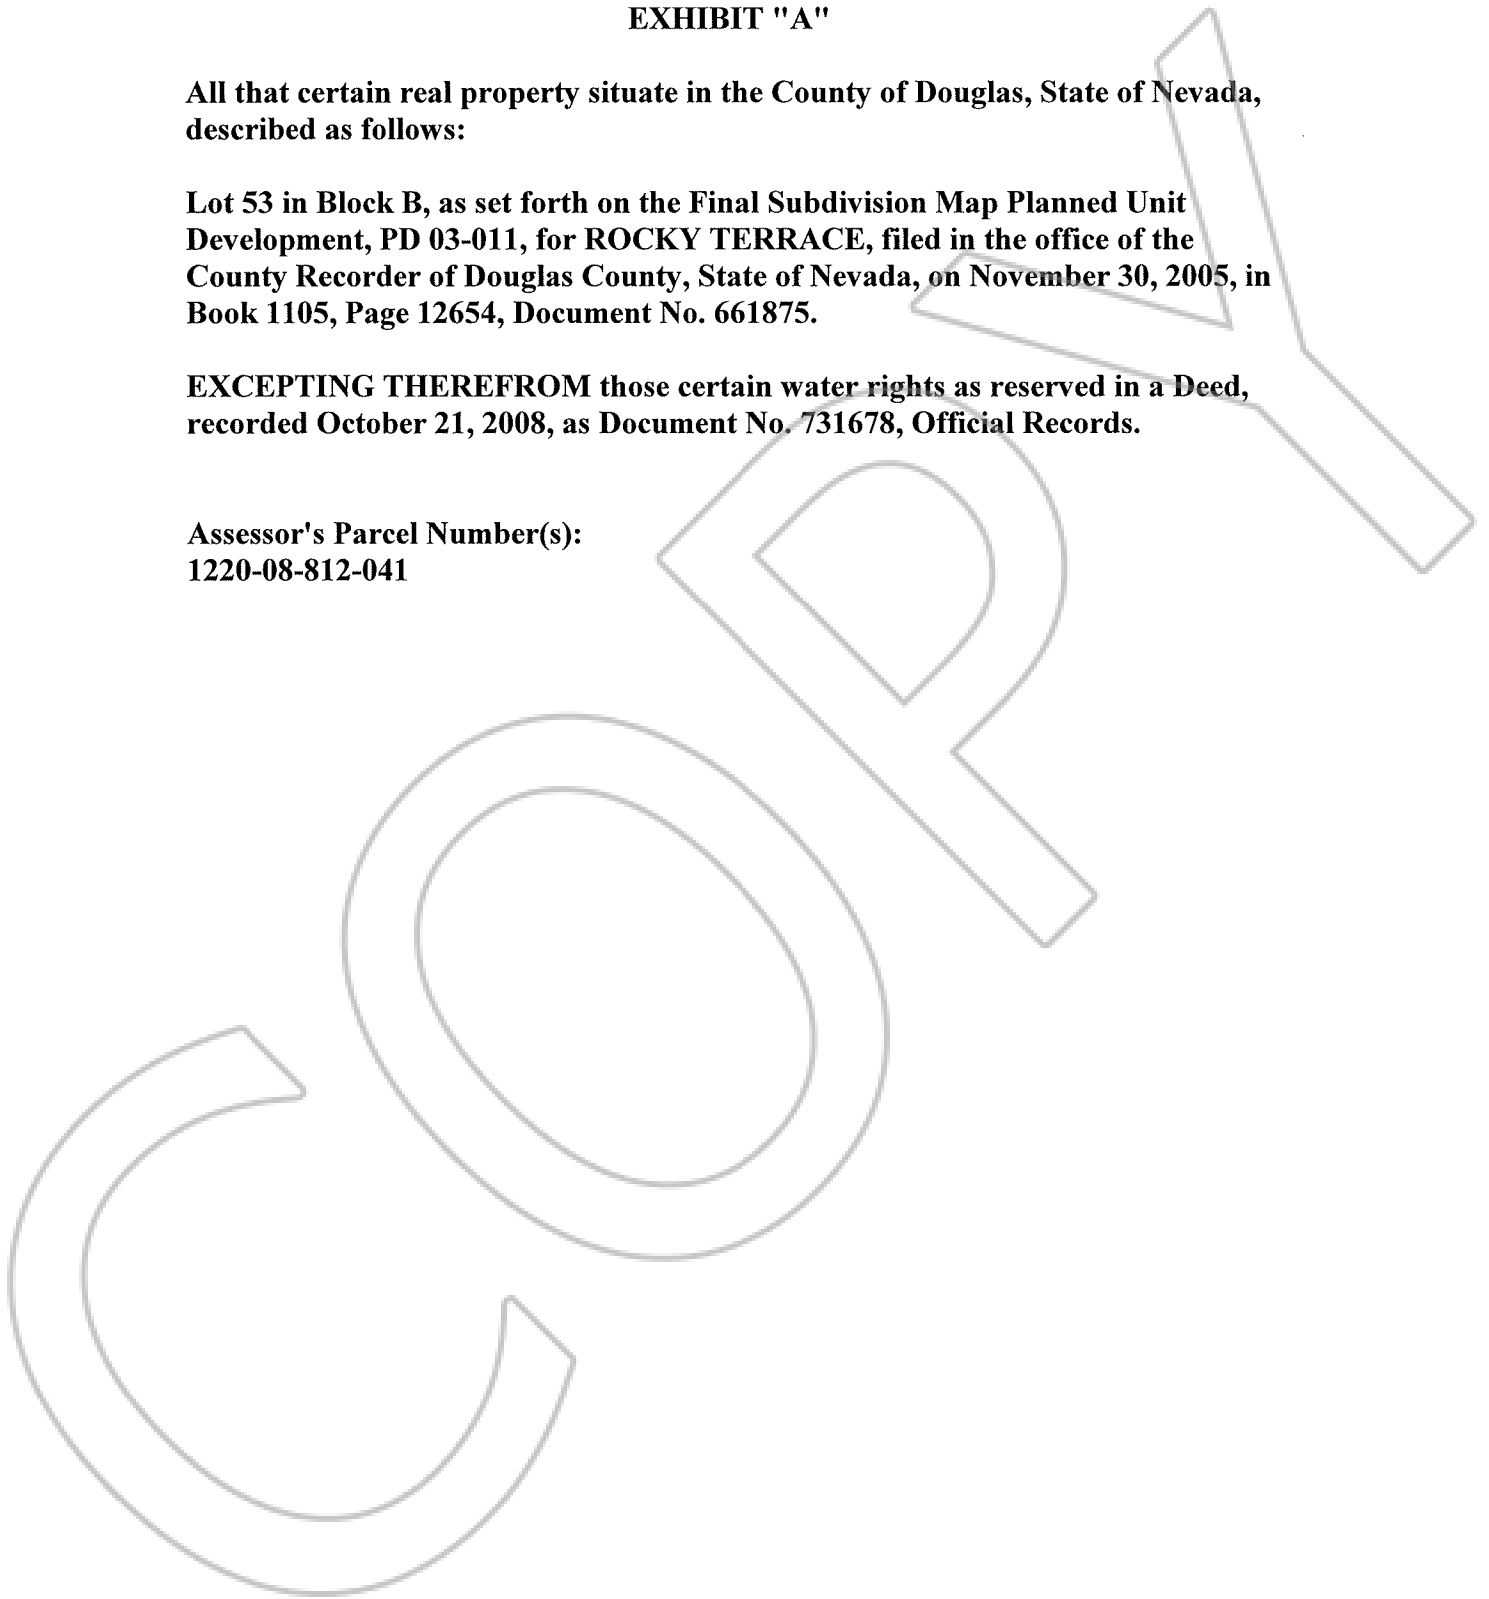 EXHIBIT "A"
All that certain real property situate in the County of Douglas, State of Nevada,
described as follows:
Lot 53 in Block B, as set forth on the Final Subdivision Map Planned Unit
Development, PD 03-011, for ROCKY TERRACE, filed in the office of the
County Recorder of Douglas County, State of Nevada, on November 30, 2005, in
Book 1105, Page 12654, Document No. 661875.
EXCEPTING THEREFROM those certain water rights as reserved in a Deed,
recorded October 21, 2008, as Document No. 731678, Official Records.
Assessor's Parcel Number(s):
1220-08-812-041
COPY